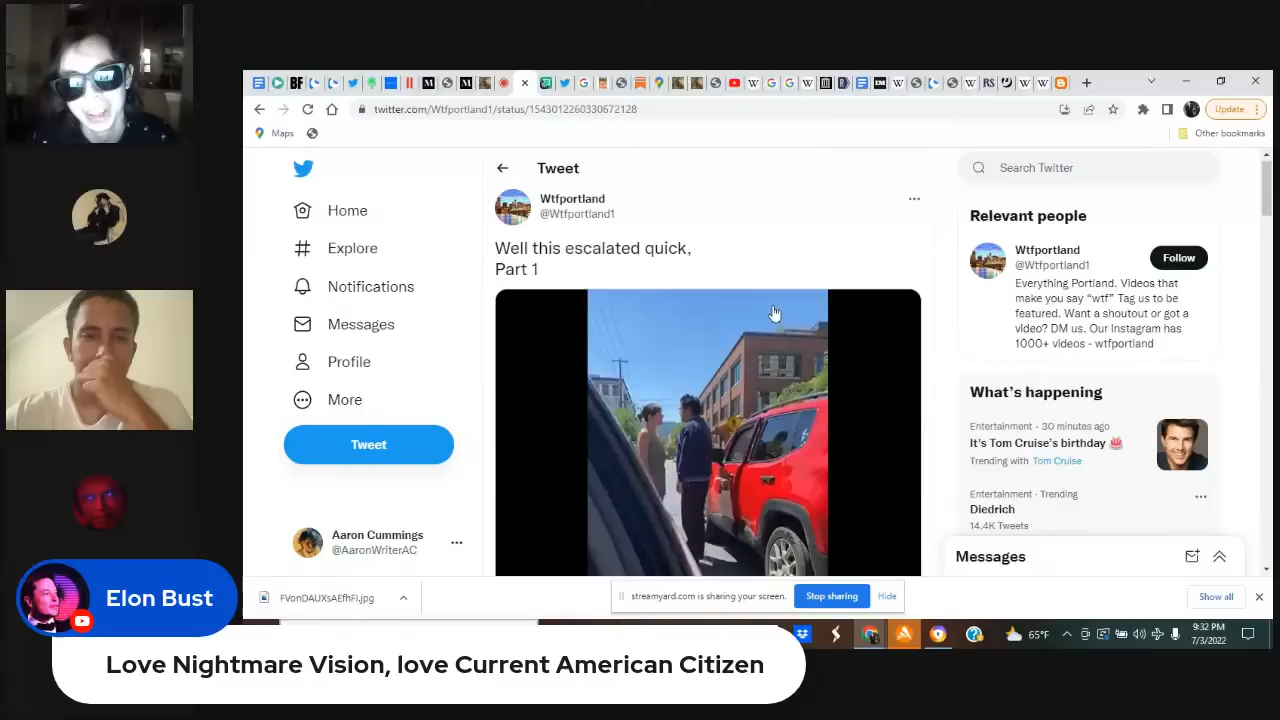 twitter.com/Wtfportland1/status/1543012260330672128
Update
Maps
Other bookmarks
Home
Explore
Notifications
Messages
Profile
More
Tweet
Aaron Cummings
@AaronWriterAC
Tweet
Wtfportland
@Wtfportland1
Well this escalated quick,
Part 1
Search Twitter
Relevant people
Wtfportland
@Wtfportland1
Follow
Everything Portland. Videos that
make you say “wtf” Tag us to be
featured. Want a shoutout or got a
video? DM us. Our Instagram has
1000+ videos - wtfportland
What’s happening
Entertainment · 30 minutes ago
It’s Tom Cruise’s birthday
Trending with Tom Cruise
Entertainment · Trending
Diedrich
14.4K Tweets
Messages
FVonDAUXsAEfhFI.jpg
streamyard.com is sharing your screen.
Stop sharing
Hide
Show all
65°F
9:32 PM
7/3/2022
Elon Bust
Love Nightmare Vision, love Current American Citizen